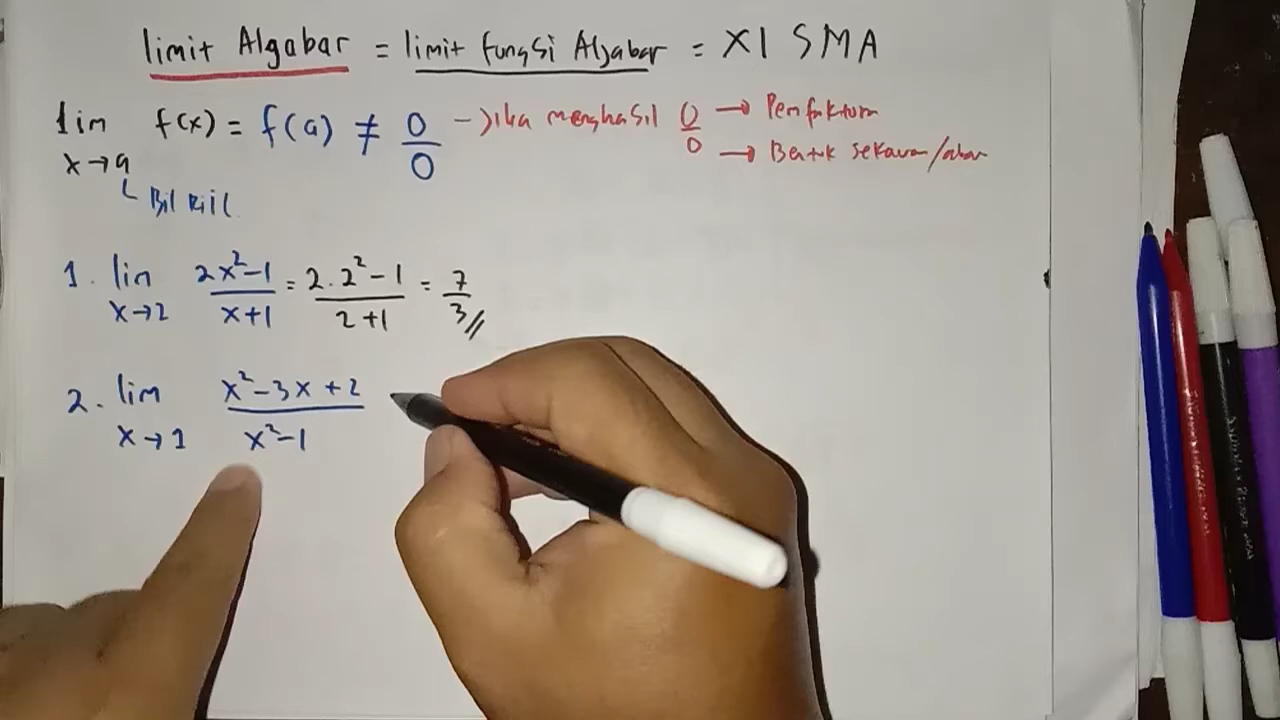 limit Algabar = limit fungsi Aljabar = XI SMA
lim f(x) = f(a) ≠ 0/0 - Jika menghasil 0/0 → Pemfaktoran
x→a → Bentuk sekawan/akar
Bil Riil
1. lim 2x²-1 / x+1 = 2.2²-1 / 2+1 = 7/3 //
x→2
2. lim x²-3x+2 / x²-1
x→1